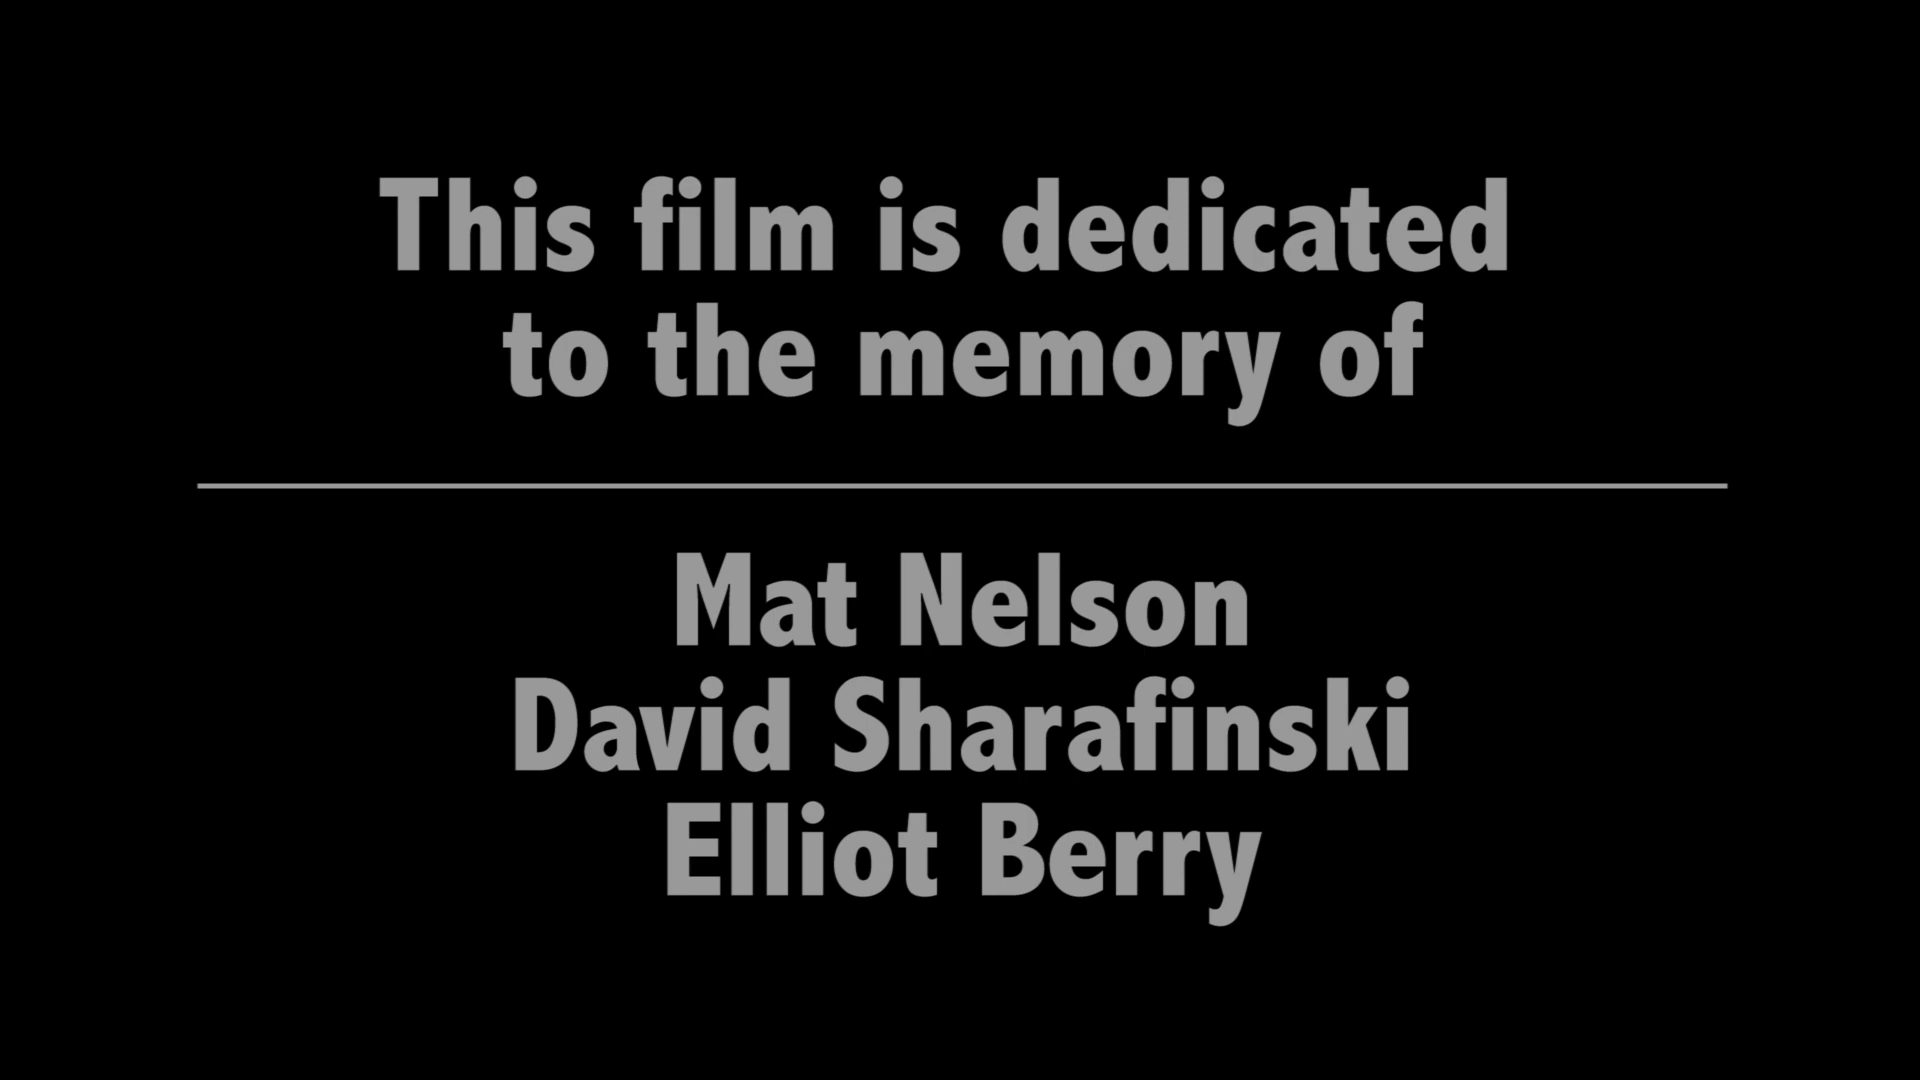 This film is dedicated
to the memory of
Mat Nelson
David Sharafinski
Elliot Berry